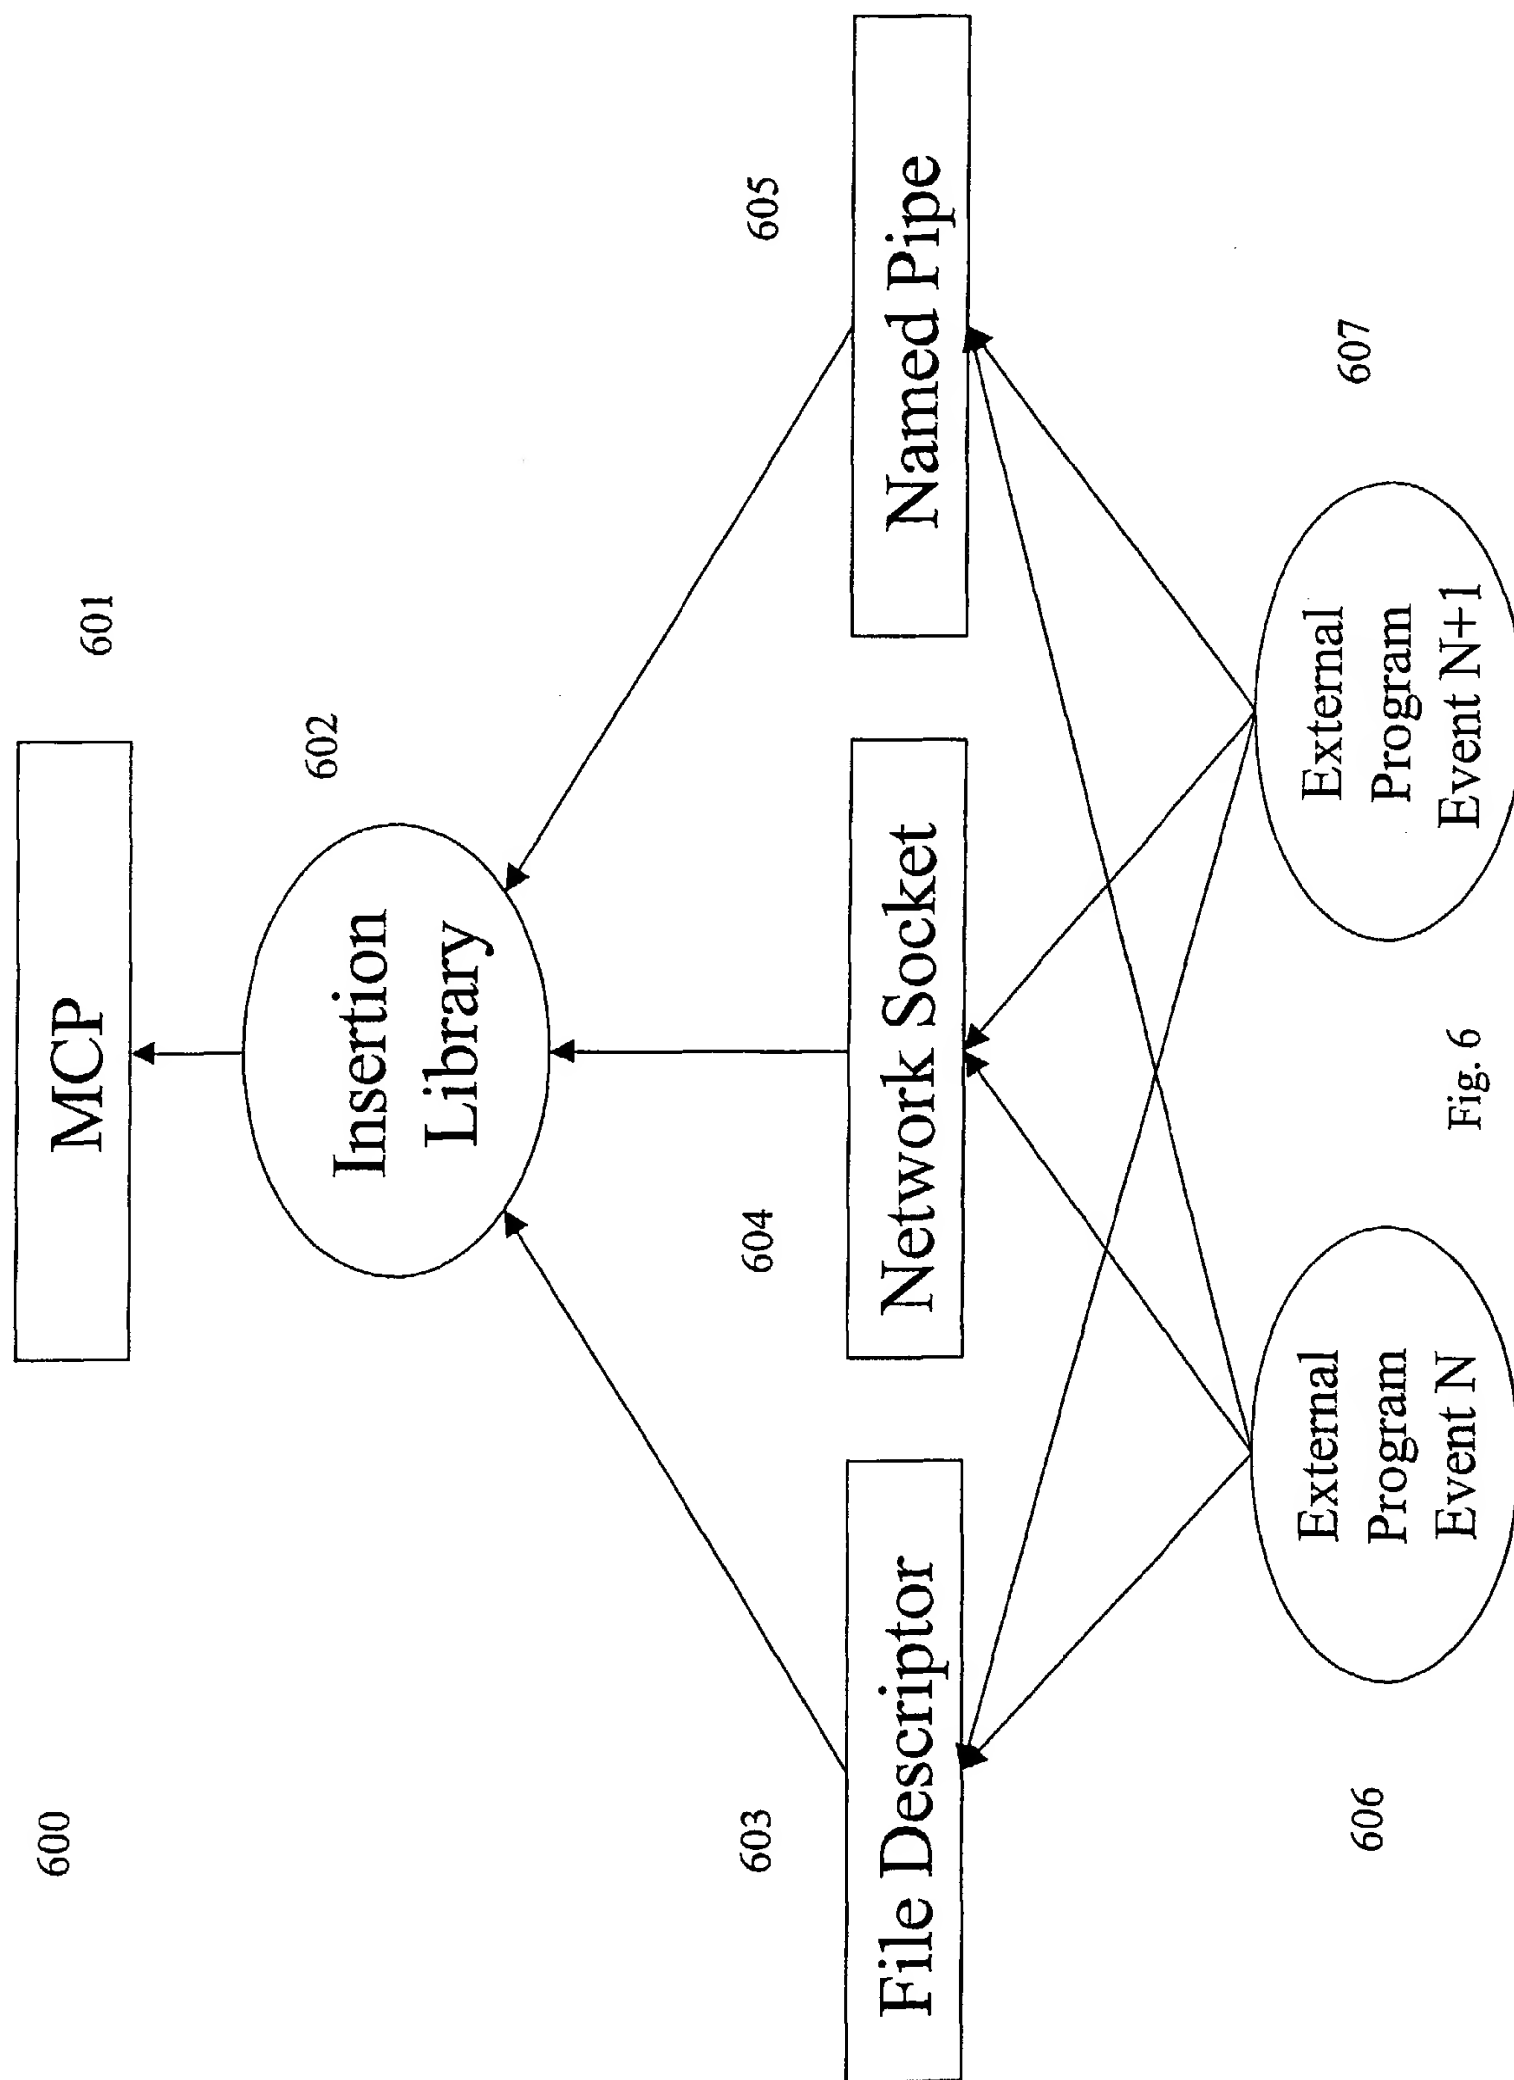 600
MCP
601
Insertion
Library
602
603
604
605
File Descriptor
Network Socket
Named Pipe
606
External
Program
Event N
External
Program
Event N+1
607
Fig. 6